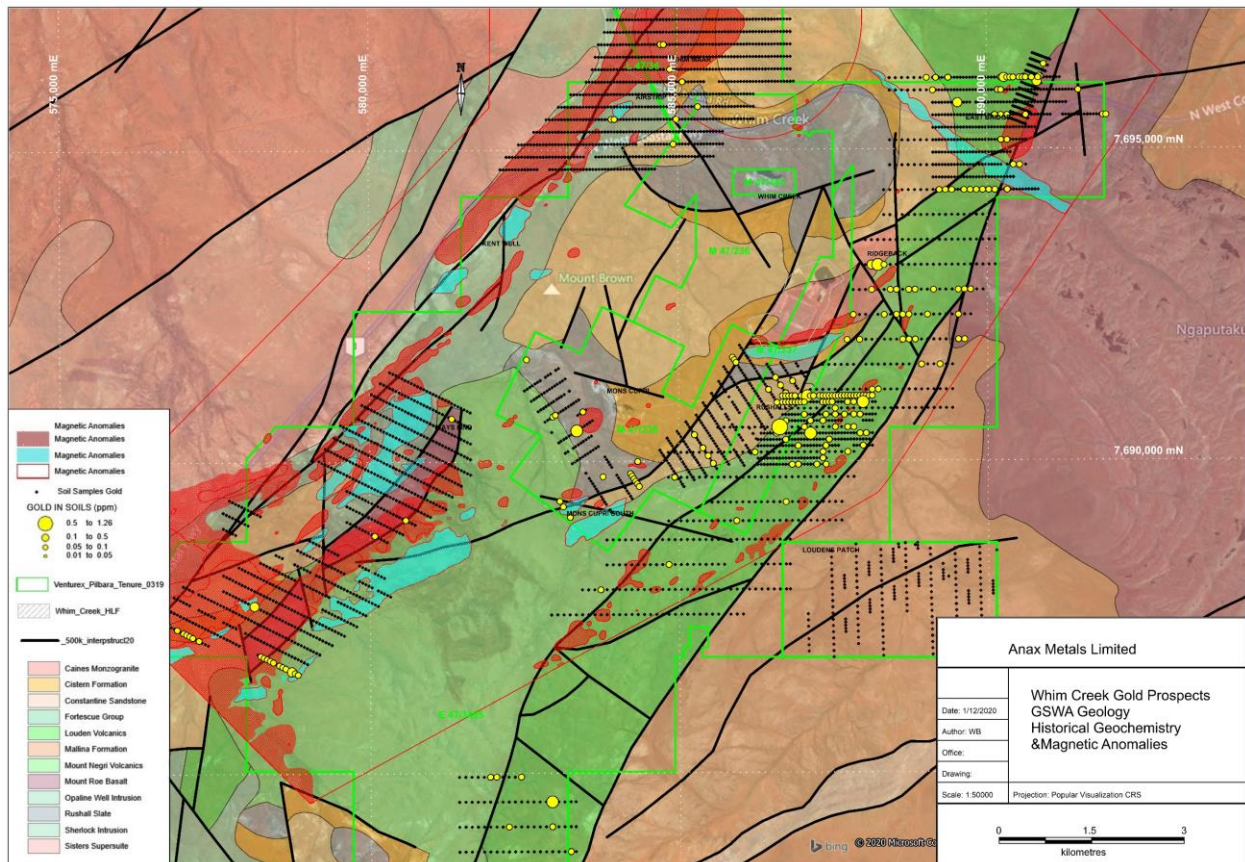 575,000 mE
580,000 mE
590,000 mE
N
AIRSTRIP
Whim Creek
WHIM CREEK
N West Co
7,695,000 mN
KENT WELL
M 47/236
RIDGEBACK
Mount Brown
Ngaputaku
M 47/237
MONS CUPRI
RUSHALLS
7,690,000 mN
MONS CUPRI SOUTH
LOUDENS PATCH
Magnetic Anomalies
Magnetic Anomalies
Magnetic Anomalies
Magnetic Anomalies
Soil Samples Gold
GOLD IN SOILS (ppm)
0.5 to 1.26
0.1 to 0.5
0.05 to 0.1
0.01 to 0.05
Venturex_Pilbara_Tenure_0319
Whim_Creek_HLF
_500k_interpstruct20
Caines Monzogranite
Cistern Formation
Constantine Sandstone
Fortescue Group
Louden Volcanics
Mallina Formation
Mount Negri Volcanics
Mount Roe Basalt
Opaline Well Intrusion
Rushall Slate
Sherlock Intrusion
Sisters Supersuite
Anax Metals Limited
Whim Creek Gold Prospects
GSWA Geology
Historical Geochemistry
&Magnetic Anomalies
Date: 1/12/2020
Author: WB
Office:
Drawing:
Scale: 1:50000
Projection: Popular Visualization CRS
0 1.5 3
kilometres
bing
© 2020 Microsoft Co